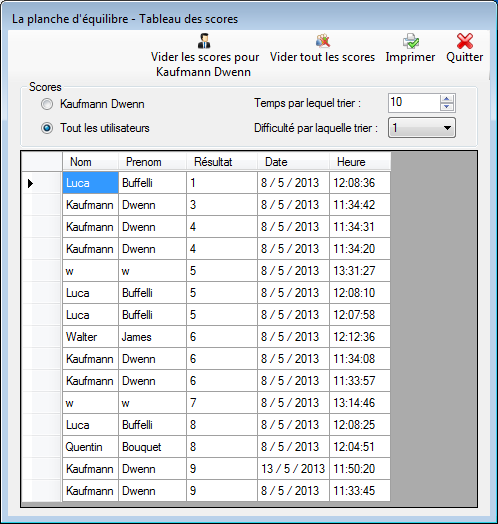 La planche d'équilibre - Tableau des scores
Vider les scores pour Kaufmann Dwenn
Vider tout les scores
Imprimer
Quitter
Scores
Kaufmann Dwenn
Temps par lequel trier : 10
Tout les utilisateurs
Difficulté par laquelle trier : 1
Nom Prenom Résultat Date Heure
Luca Buffelli 1 8 / 5 / 2013 12:08:36
Kaufmann Dwenn 3 8 / 5 / 2013 11:34:42
Kaufmann Dwenn 4 8 / 5 / 2013 11:34:31
Kaufmann Dwenn 4 8 / 5 / 2013 11:34:20
w w 5 8 / 5 / 2013 13:31:27
Luca Buffelli 5 8 / 5 / 2013 12:08:10
Luca Buffelli 5 8 / 5 / 2013 12:07:58
Walter James 6 8 / 5 / 2013 12:12:36
Kaufmann Dwenn 6 8 / 5 / 2013 11:34:08
Kaufmann Dwenn 6 8 / 5 / 2013 11:33:57
w w 7 8 / 5 / 2013 13:14:46
Luca Buffelli 8 8 / 5 / 2013 12:08:25
Quentin Bouquet 8 8 / 5 / 2013 12:04:51
Kaufmann Dwenn 9 13 / 5 / 2013 11:50:20
Kaufmann Dwenn 9 8 / 5 / 2013 11:33:45